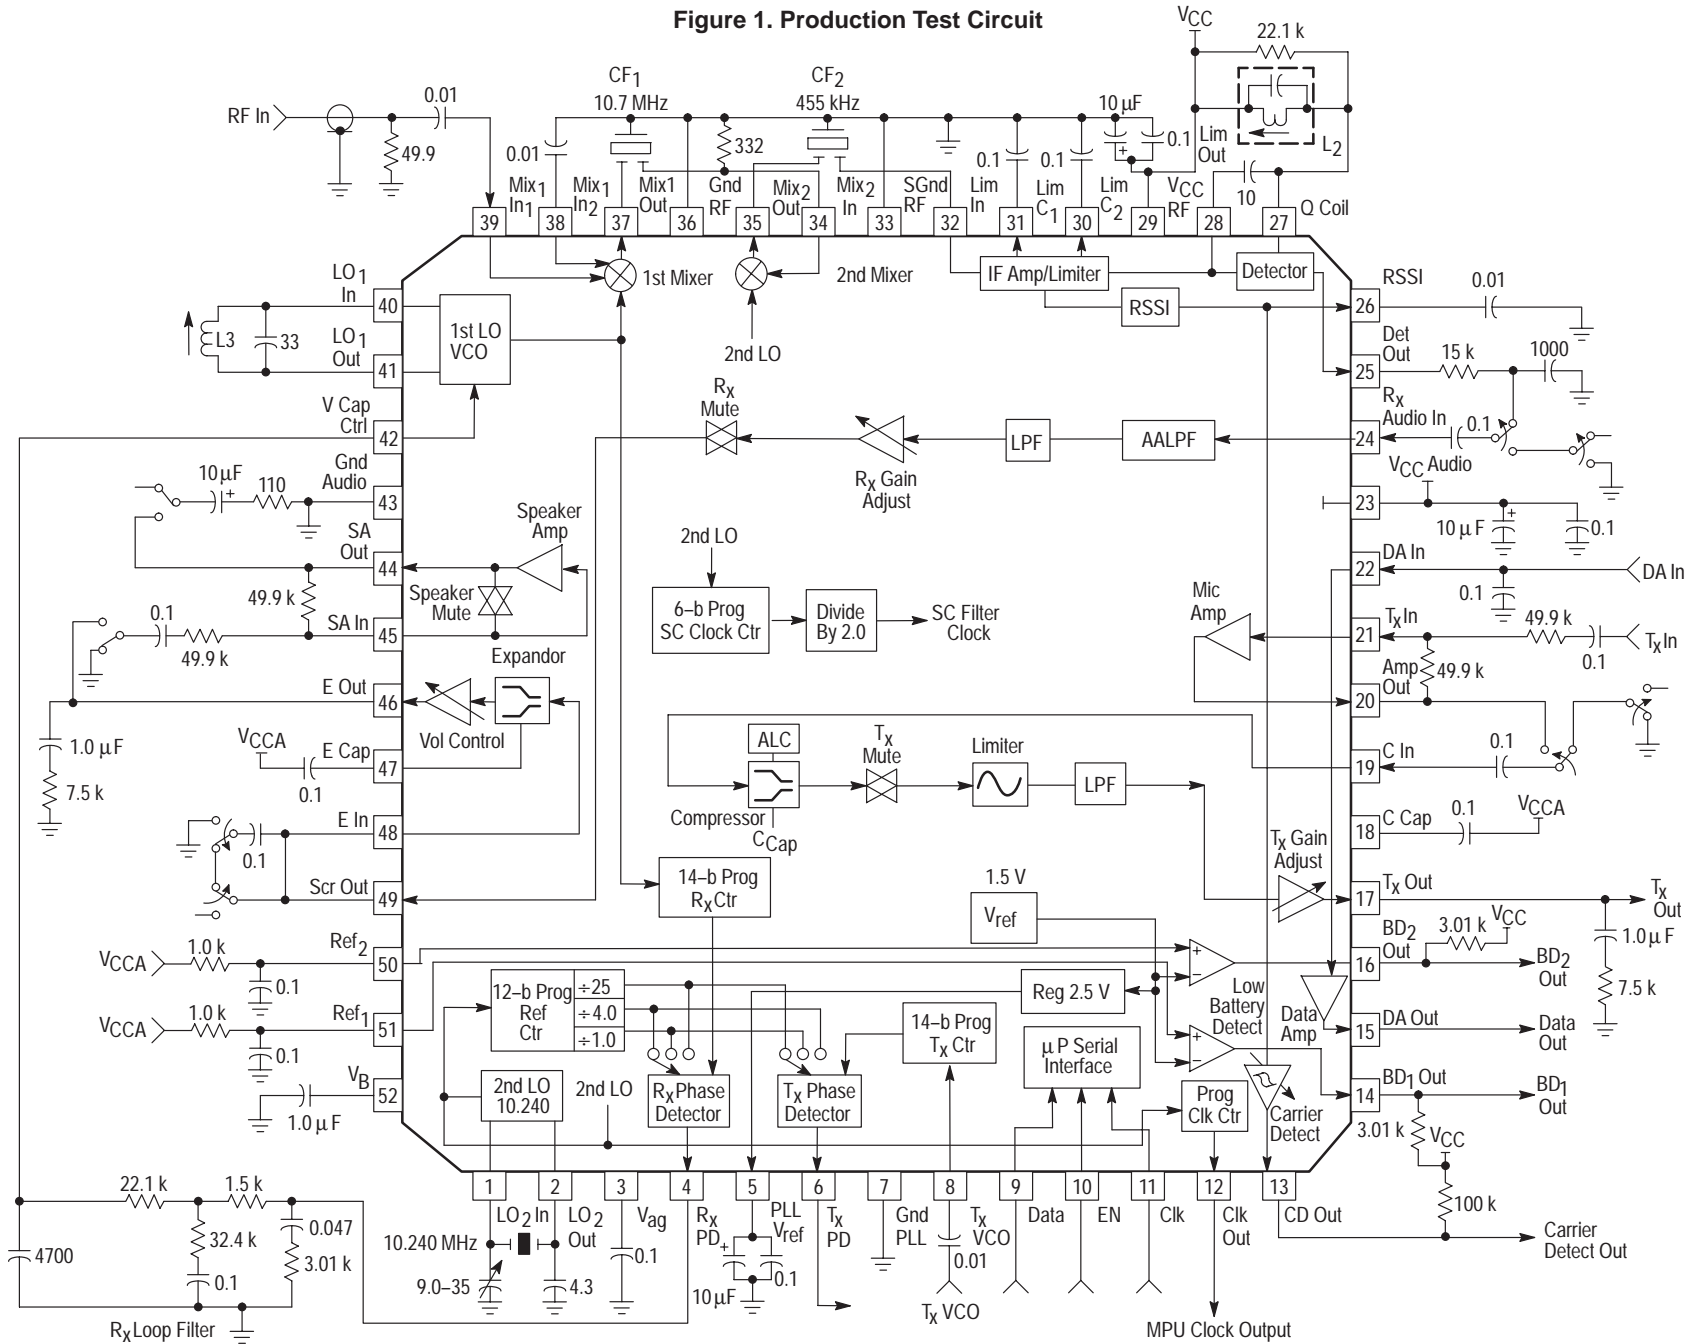 Figure 1. Production Test Circuit
VCC
22.1 k
CF1
10.7 MHz
CF2
455 kHz
10 µF
0.1
Lim
Out
L2
RF In
0.01
49.9
0.01
332
0.1
0.1
10
Mix1
In1
Mix1
In2
Mix1
Out
Gnd
RF
Mix2
Out
Mix2
In
SGnd
RF
Lim
In
Lim
C1
Lim
C2
VCC
RF
Q Coil
39
38
37
36
35
34
33
32
31
30
29
28
27
1st Mixer
2nd Mixer
2nd LO
IF Amp/Limiter
Detector
RSSI
LO1
In
40
L3
33
LO1
Out
41
1st LO
VCO
V Cap
Ctrl
42
Rx
Mute
Rx Gain
Adjust
LPF
AALPF
RSSI
26
0.01
Det
Out
25
15 k
1000
Rx
Audio In
24
0.1
VCC Audio
23
10 µF
+
0.1
Gnd
Audio
43
10 µF
+
110
SA
Out
44
Speaker
Amp
Speaker
Mute
49.9 k
SA In
45
0.1
49.9 k
2nd LO
6–b Prog
SC Clock Ctr
Divide
By 2.0
SC Filter
Clock
DA In
22
0.1
DA In
Mic
Amp
Tx In
21
49.9 k
0.1
Tx In
Amp
Out
20
49.9 k
Expandor
E Out
46
Vol Control
1.0 µF
7.5 k
VCCA
E Cap
47
0.1
ALC
Compressor
CCap
Tx
Mute
Limiter
LPF
C In
19
0.1
C Cap
18
0.1
VCCA
E In
48
0.1
Scr Out
49
14–b Prog
Rx Ctr
1.5 V
Vref
Tx Gain
Adjust
Tx Out
17
Tx
Out
1.0 µF
7.5 k
VCCA
1.0 k
Ref2
50
0.1
BD2
Out
16
3.01 k
VCC
BD2
Out
+
–
VCCA
1.0 k
Ref1
51
0.1
12–b Prog
Ref
Ctr
÷25
÷4.0
÷1.0
Reg 2.5 V
Low
Battery
Detect
+
–
Data
Amp
DA Out
15
Data
Out
14–b Prog
Tx Ctr
µP Serial
Interface
VB
52
1.0 µF
2nd LO
10.240
2nd LO
Rx Phase
Detector
Tx Phase
Detector
Prog
Clk Ctr
Carrier
Detect
BD1 Out
14
BD1
Out
3.01 k
VCC
100 k
Carrier
Detect Out
1
2
3
4
5
6
7
8
9
10
11
12
13
LO2 In
LO2
Out
Vag
Rx
PD
PLL
Vref
Tx
PD
Gnd
PLL
Tx
VCO
Data
EN
Clk
Clk
Out
CD Out
22.1 k
1.5 k
0.047
32.4 k
3.01 k
4700
0.1
10.240 MHz
9.0–35
4.3
0.1
+
10 µF
0.1
0.01
Tx VCO
Rx Loop Filter
MPU Clock Output